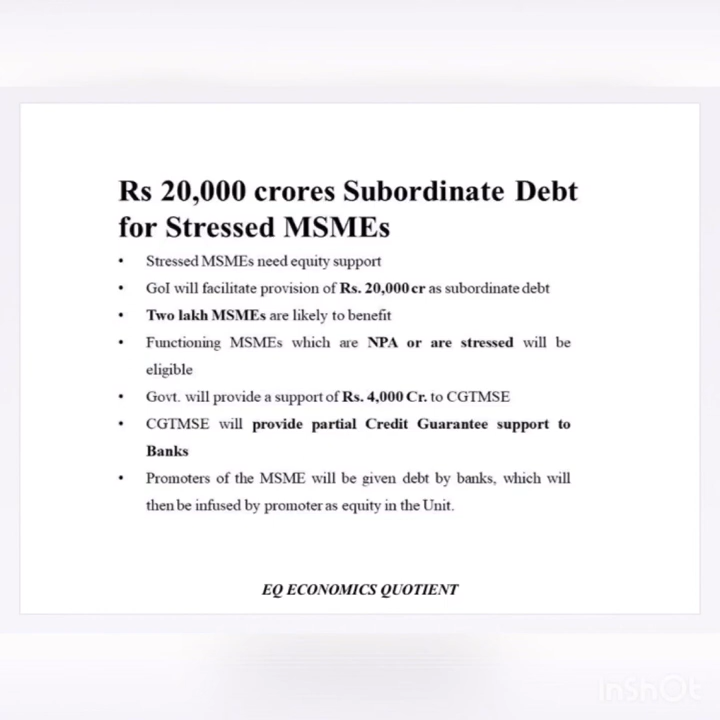 Rs 20,000 crores Subordinate Debt
for Stressed MSMEs
• Stressed MSMEs need equity support
• GoI will facilitate provision of Rs. 20,000 cr as subordinate debt
• Two lakh MSMEs are likely to benefit
• Functioning MSMEs which are NPA or are stressed will be
eligible
• Govt. will provide a support of Rs. 4,000 Cr. to CGTMSE
• CGTMSE will provide partial Credit Guarantee support to
Banks
• Promoters of the MSME will be given debt by banks, which will
then be infused by promoter as equity in the Unit.
EQ ECONOMICS QUOTIENT
InShOt